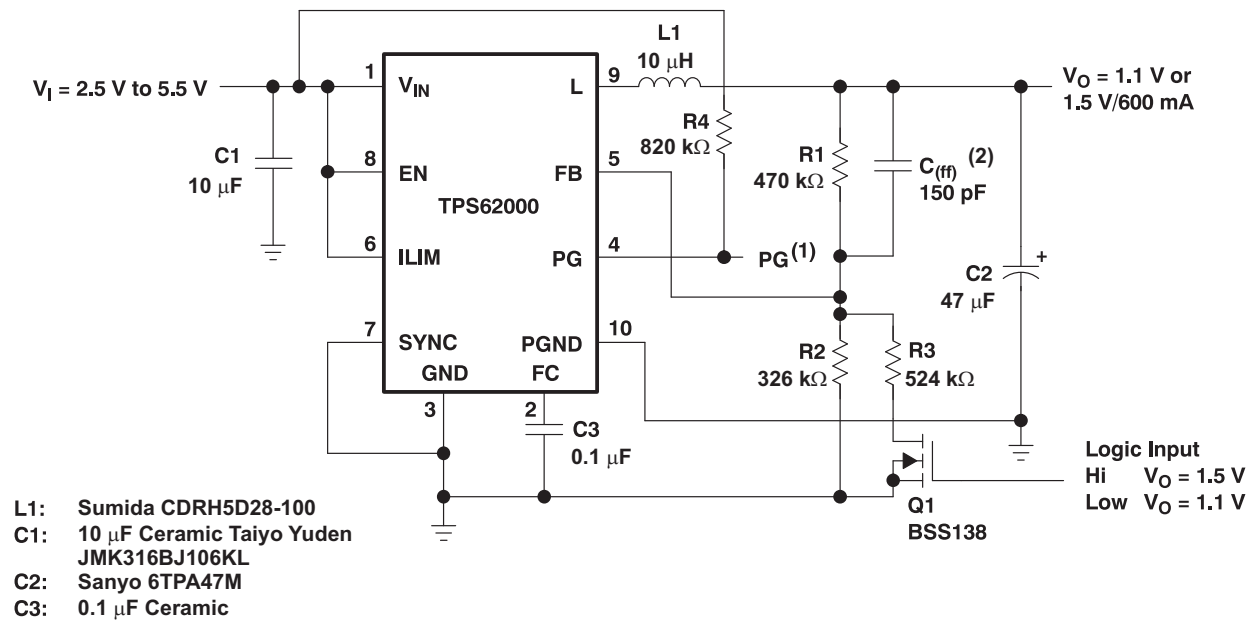 L1
10 μH
V_I = 2.5 V to 5.5 V
1
V_IN
L
9
V_O = 1.1 V or
1.5 V/600 mA
C1
10 μF
8
EN
FB
5
R4
820 kΩ
R1
470 kΩ
C_(ff) (2)
150 pF
TPS62000
6
ILIM
PG
4
PG(1)
C2
47 μF
+
7
SYNC
PGND
10
GND
FC
3
2
C3
0.1 μF
R2
326 kΩ
R3
524 kΩ
Q1
BSS138
Logic Input
Hi V_O = 1.5 V
Low V_O = 1.1 V
L1: Sumida CDRH5D28-100
C1: 10 μF Ceramic Taiyo Yuden
JMK316BJ106KL
C2: Sanyo 6TPA47M
C3: 0.1 μF Ceramic